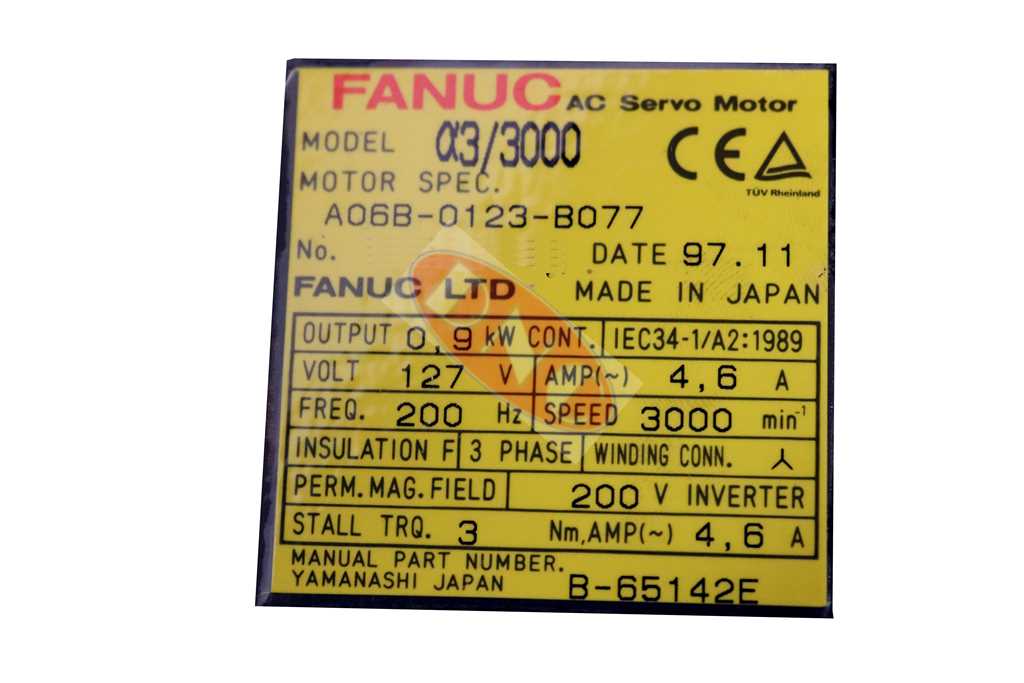 FANUC AC Servo Motor
MODEL α3/3000
CE
TÜV Rheinland
MOTOR SPEC.
A06B-0123-B077
No. DATE 97.11
FANUC LTD MADE IN JAPAN
OUTPUT 0,9 kW CONT. IEC34-1/A2:1989
VOLT 127 V AMP(~) 4,6 A
FREQ. 200 Hz SPEED 3000 min⁻¹
INSULATION F 3 PHASE WINDING CONN.
PERM.MAG.FIELD 200 V INVERTER
STALL TRQ. 3 Nm,AMP(~) 4,6 A
MANUAL PART NUMBER.
YAMANASHI JAPAN B-65142E